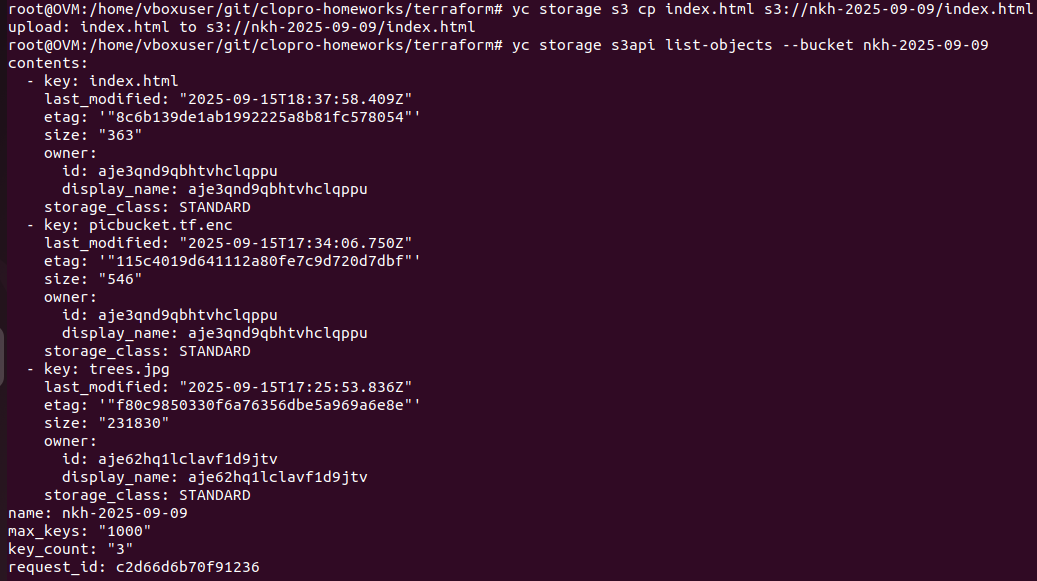 root@OVM:/home/vboxuser/git/clopro-homeworks/terraform# yc storage s3 cp index.html s3://nkh-2025-09-09/index.html
upload: index.html to s3://nkh-2025-09-09/index.html
root@OVM:/home/vboxuser/git/clopro-homeworks/terraform# yc storage s3api list-objects --bucket nkh-2025-09-09
contents:
  - key: index.html
    last_modified: "2025-09-15T18:37:58.409Z"
    etag: '"8c6b139de1ab1992225a8b81fc578054"'
    size: "363"
    owner:
      id: aje3qnd9qbhtvhclqppu
      display_name: aje3qnd9qbhtvhclqppu
    storage_class: STANDARD
  - key: picbucket.tf.enc
    last_modified: "2025-09-15T17:34:06.750Z"
    etag: '"115c4019d641112a80fe7c9d720d7dbf"'
    size: "546"
    owner:
      id: aje3qnd9qbhtvhclqppu
      display_name: aje3qnd9qbhtvhclqppu
    storage_class: STANDARD
  - key: trees.jpg
    last_modified: "2025-09-15T17:25:53.836Z"
    etag: '"f80c9850330f6a76356dbe5a969a6e8e"'
    size: "231830"
    owner:
      id: aje62hq1lclavf1d9jtv
      display_name: aje62hq1lclavf1d9jtv
    storage_class: STANDARD
name: nkh-2025-09-09
max_keys: "1000"
key_count: "3"
request_id: c2d66d6b70f91236